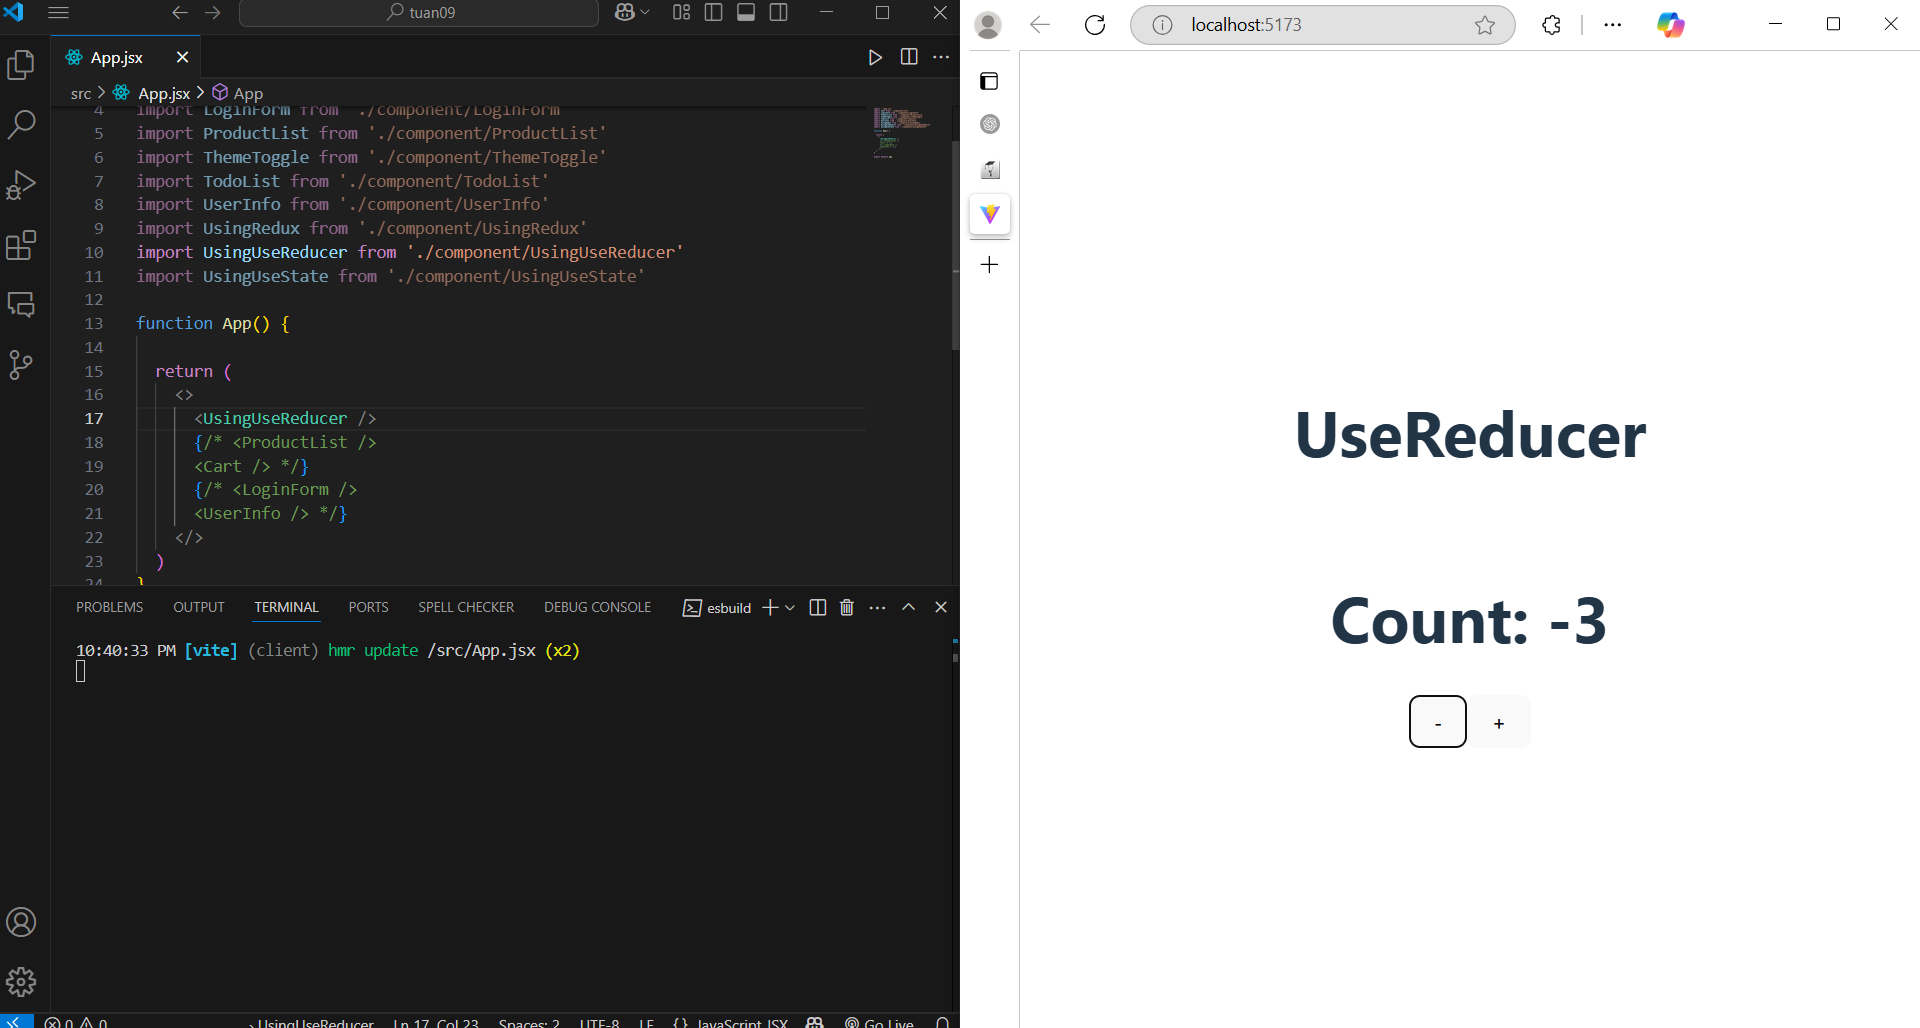 tuan09
App.jsx
src > App.jsx > App
4 import LoginForm from './component/LoginForm
5 import ProductList from './component/ProductList'
6 import ThemeToggle from './component/ThemeToggle'
7 import TodoList from './component/TodoList'
8 import UserInfo from './component/UserInfo'
9 import UsingRedux from './component/UsingRedux'
10 import UsingUseReducer from './component/UsingUseReducer'
11 import UsingUseState from './component/UsingUseState'
12
13 function App() {
14
15 return (
16 <>
17 <UsingUseReducer />
18 {/* <ProductList />
19 <Cart /> */}
20 {/* <LoginForm />
21 <UserInfo /> */}
22 </>
23 )
24 }
PROBLEMS OUTPUT TERMINAL PORTS SPELL CHECKER DEBUG CONSOLE esbuild
10:40:33 PM [vite] (client) hmr update /src/App.jsx (x2)
0 0 UsingUseReducer Ln 17, Col 23 Spaces: 2 UTF-8 LF {} JavaScript JSX Go Live
localhost:5173
UseReducer
Count: -3
- +